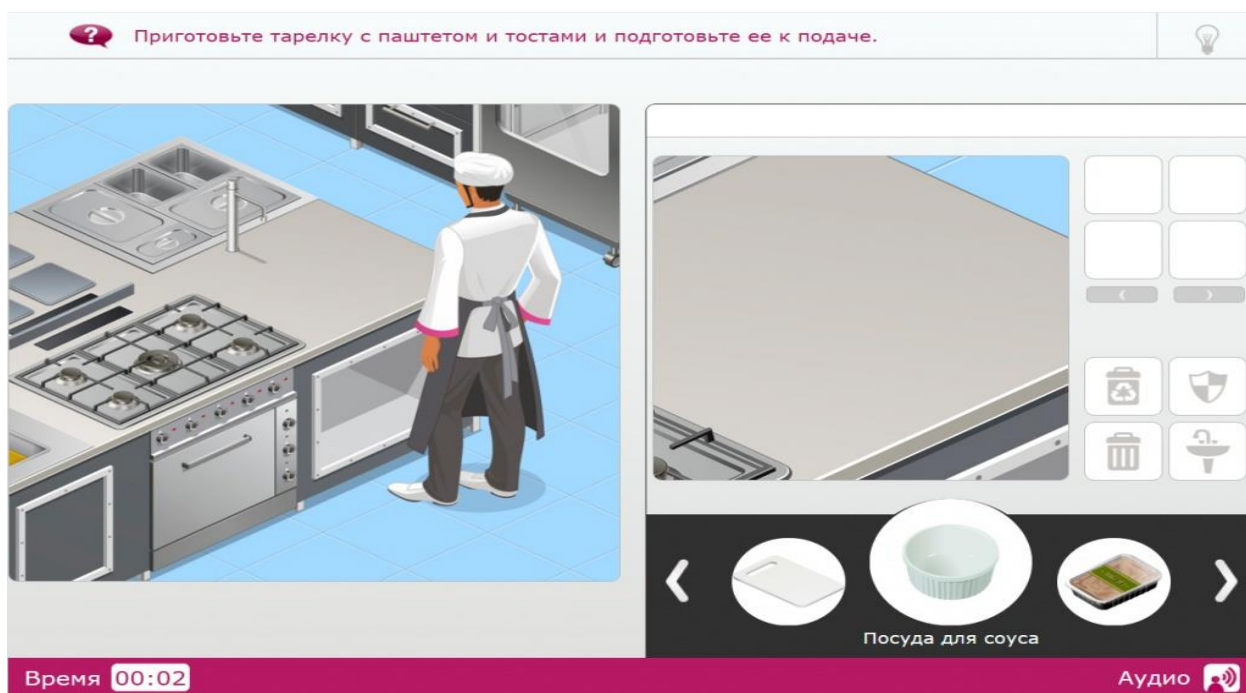 Приготовьте тарелку с паштетом и тостами и подготовьте ее к подаче.
Посуда для соуса
Время 00:02
Аудио